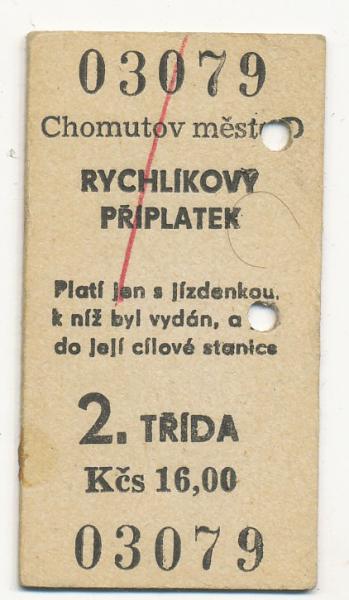 03079
Chomutov město D
RYCHLÍKOVÝ
PŘÍPLATEK
Platí jen s jízdenkou,
k níž byl vydán, a
do její cílové stanice
2. TŘÍDA
Kčs 16,00
03079